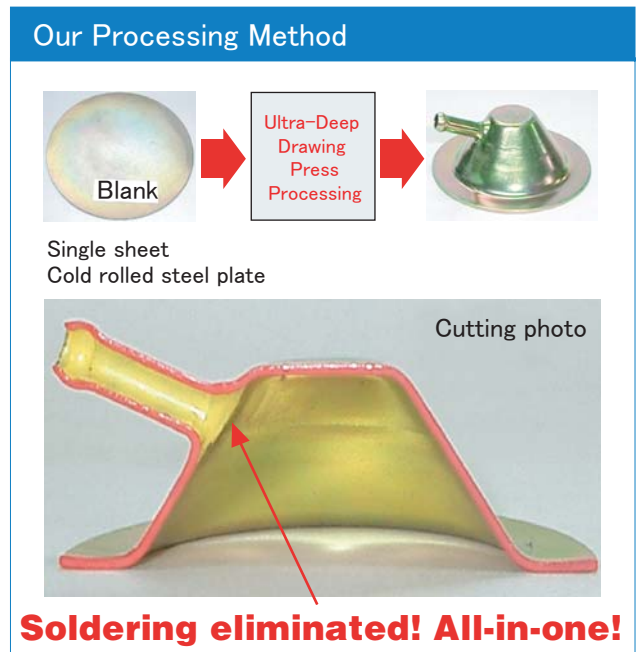 Our Processing Method
Blank
Ultra-Deep
Drawing
Press
Processing
Single sheet
Cold rolled steel plate
Cutting photo
Soldering eliminated! All-in-one!